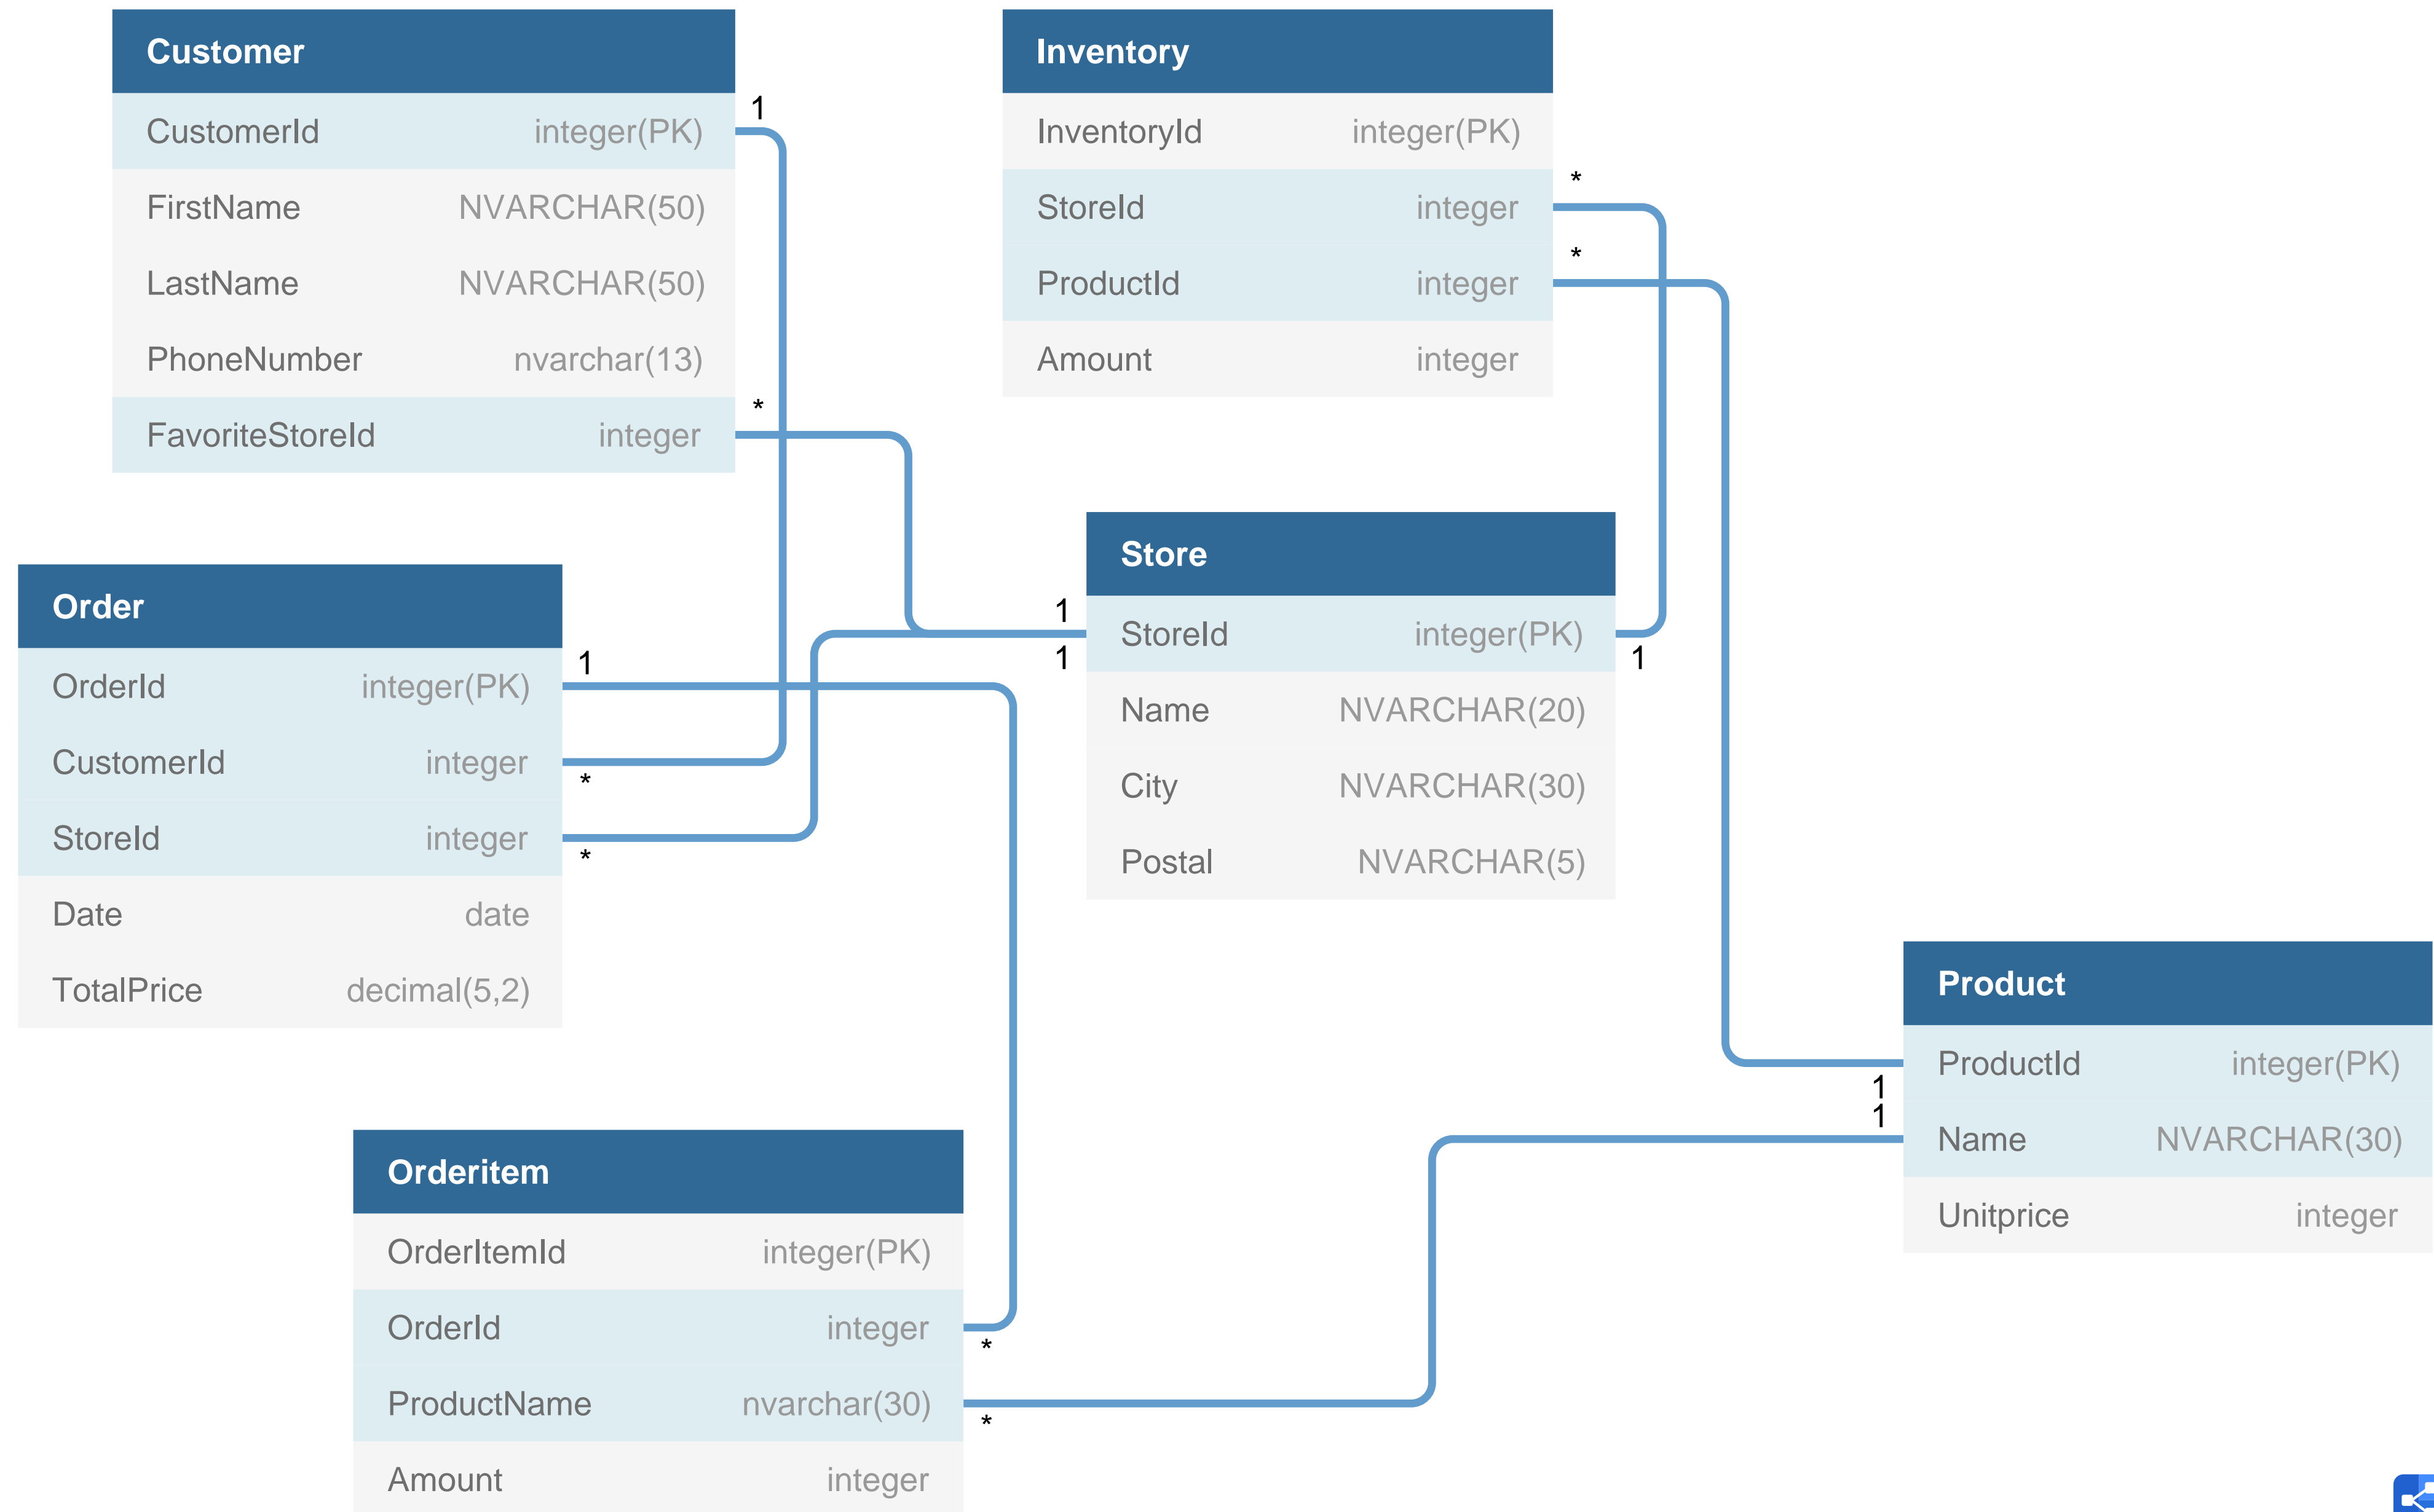 Customer
CustomerId integer(PK)
FirstName NVARCHAR(50)
LastName NVARCHAR(50)
PhoneNumber nvarchar(13)
FavoriteStoreId integer
1
*
Inventory
InventoryId integer(PK)
StoreId integer
ProductId integer
Amount integer
*
*
Order
OrderId integer(PK)
CustomerId integer
StoreId integer
Date date
TotalPrice decimal(5,2)
1
*
*
Store
StoreId integer(PK)
Name NVARCHAR(20)
City NVARCHAR(30)
Postal NVARCHAR(5)
1
1
1
Product
ProductId integer(PK)
Name NVARCHAR(30)
Unitprice integer
1
1
Orderitem
OrderItemId integer(PK)
OrderId integer
ProductName nvarchar(30)
Amount integer
*
*